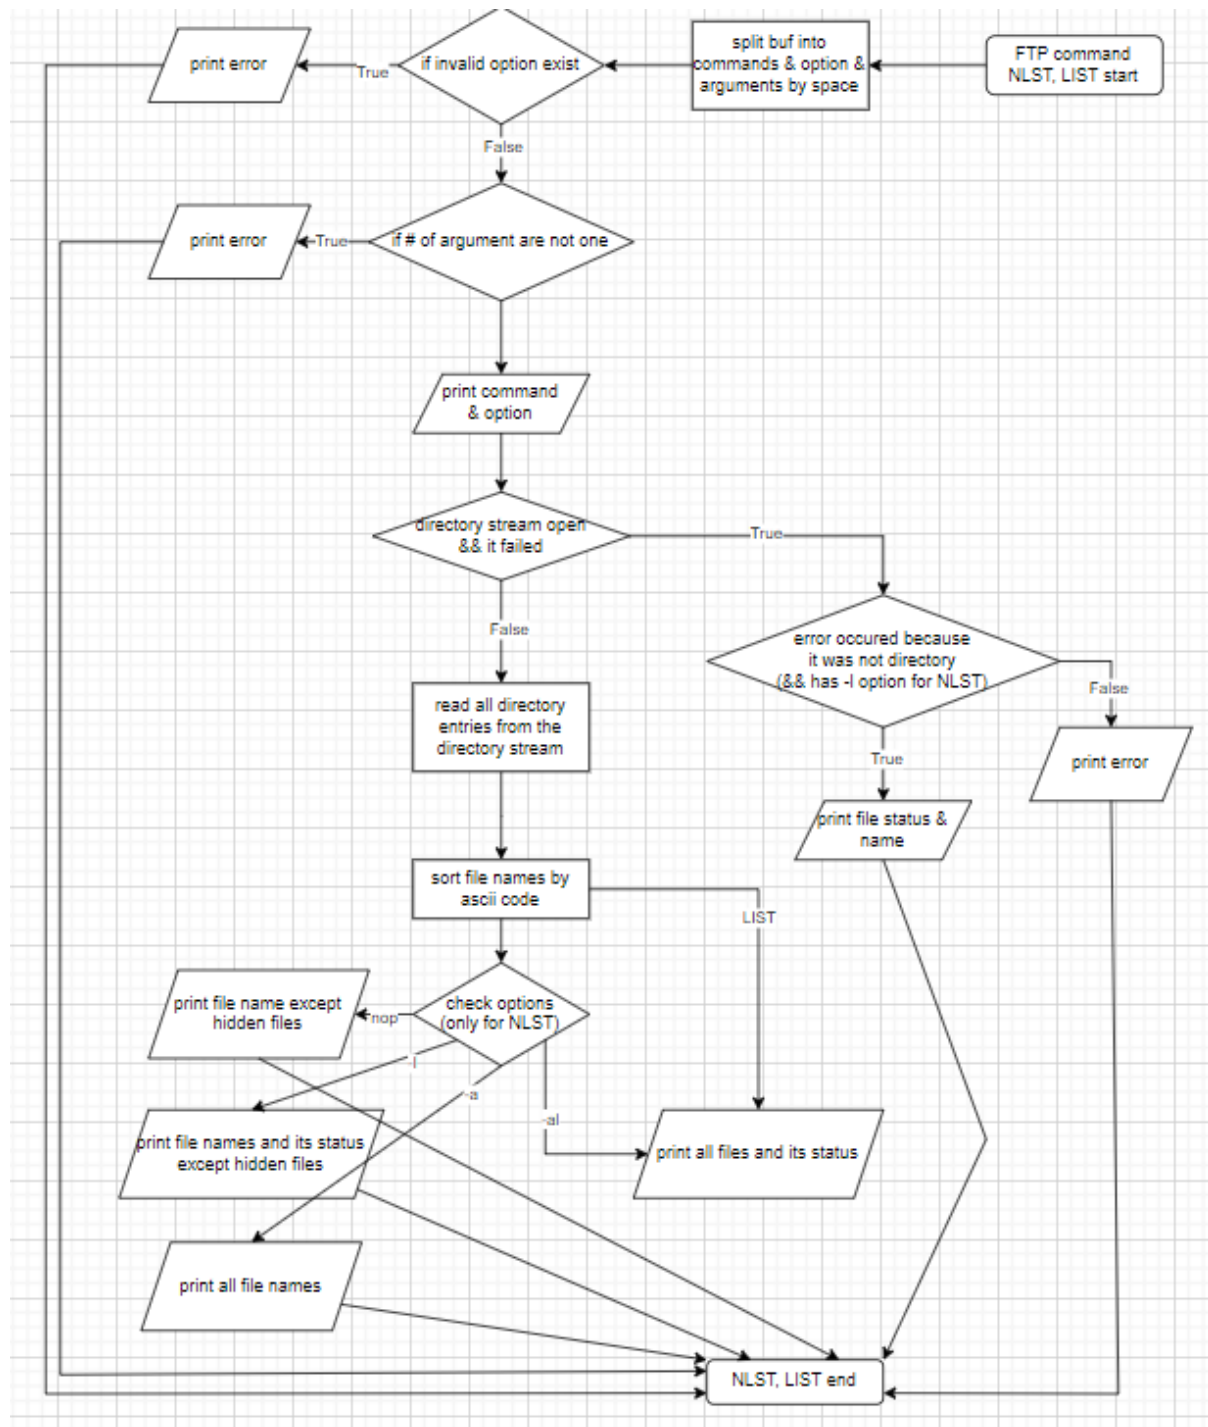 FTP command
NLST, LIST start
split buf into
commands & option &
arguments by space
if invalid option exist
True
print error
False
if # of argument are not one
True
print error
print command
& option
directory stream open
&& it failed
True
False
error occured because
it was not directory
(&& has -l option for NLST)
False
print error
True
print file status &
name
read all directory
entries from the
directory stream
sort file names by
ascii code
LIST
check options
(only for NLST)
nop
print file name except
hidden files
-l
print file names and its status
except hidden files
-a
print all file names
-al
print all files and its status
NLST, LIST end